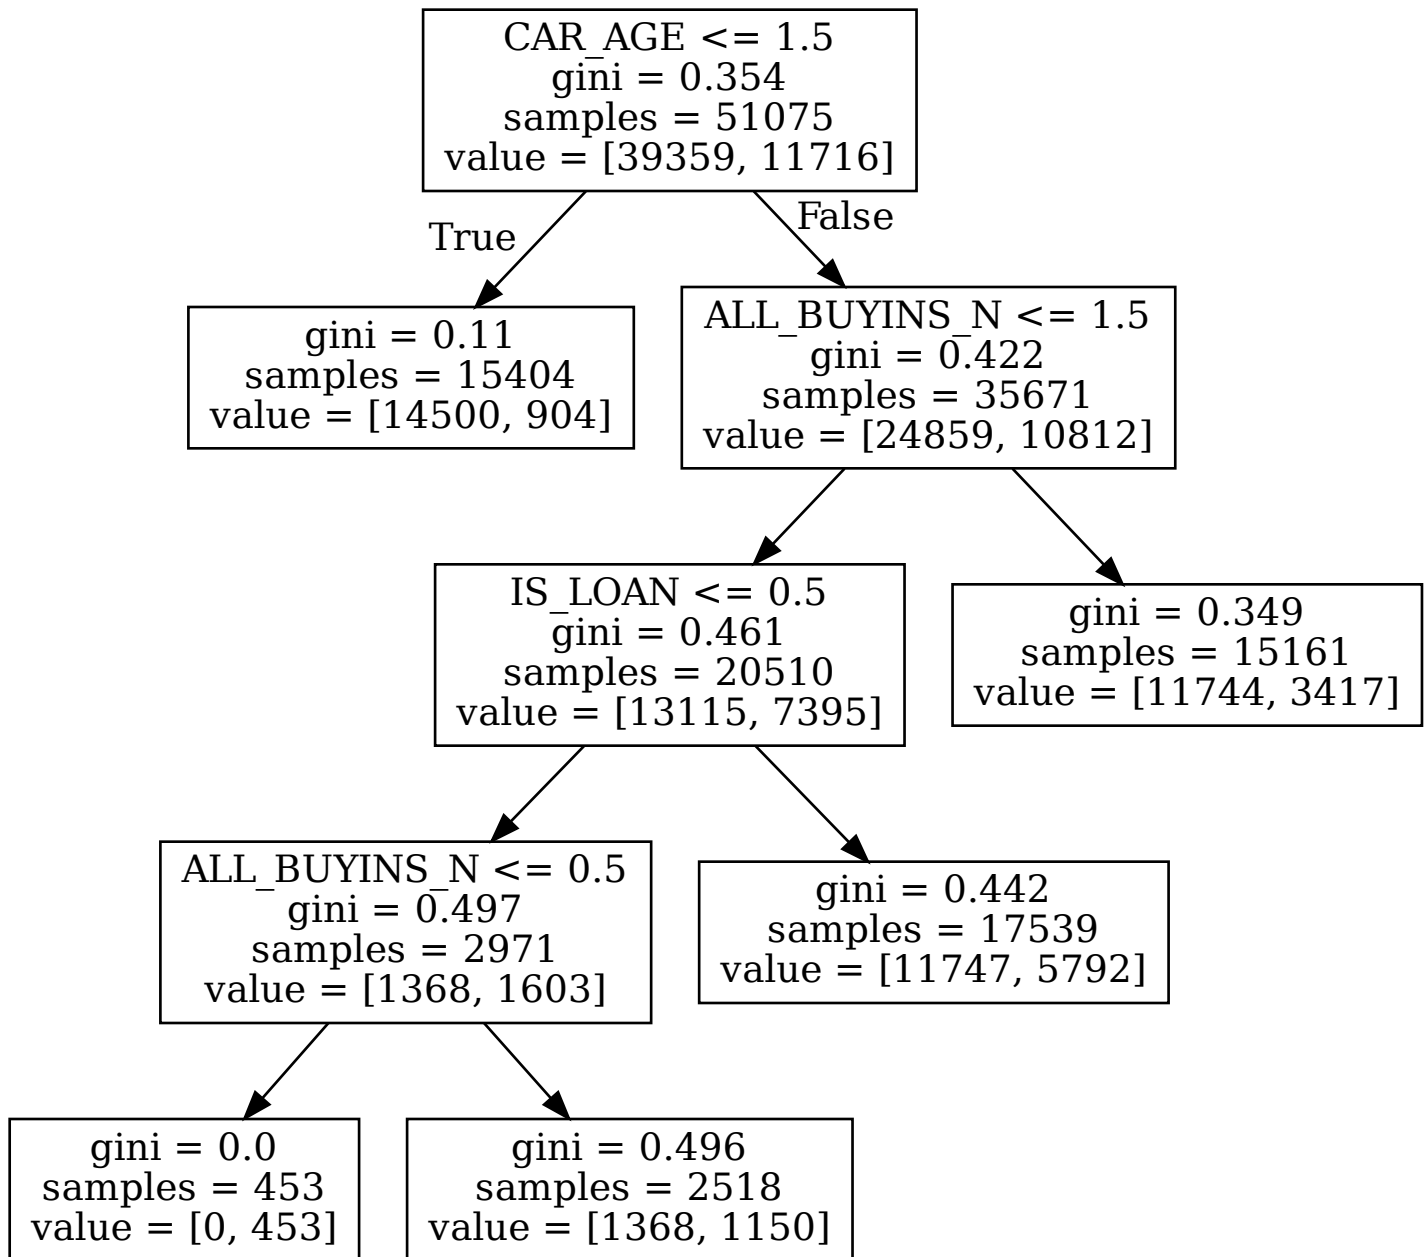 CAR_AGE <= 1.5
gini = 0.354
samples = 51075
value = [39359, 11716]
True
False
gini = 0.11
samples = 15404
value = [14500, 904]
ALL_BUYINS_N <= 1.5
gini = 0.422
samples = 35671
value = [24859, 10812]
IS_LOAN <= 0.5
gini = 0.461
samples = 20510
value = [13115, 7395]
gini = 0.349
samples = 15161
value = [11744, 3417]
ALL_BUYINS_N <= 0.5
gini = 0.497
samples = 2971
value = [1368, 1603]
gini = 0.442
samples = 17539
value = [11747, 5792]
gini = 0.0
samples = 453
value = [0, 453]
gini = 0.496
samples = 2518
value = [1368, 1150]